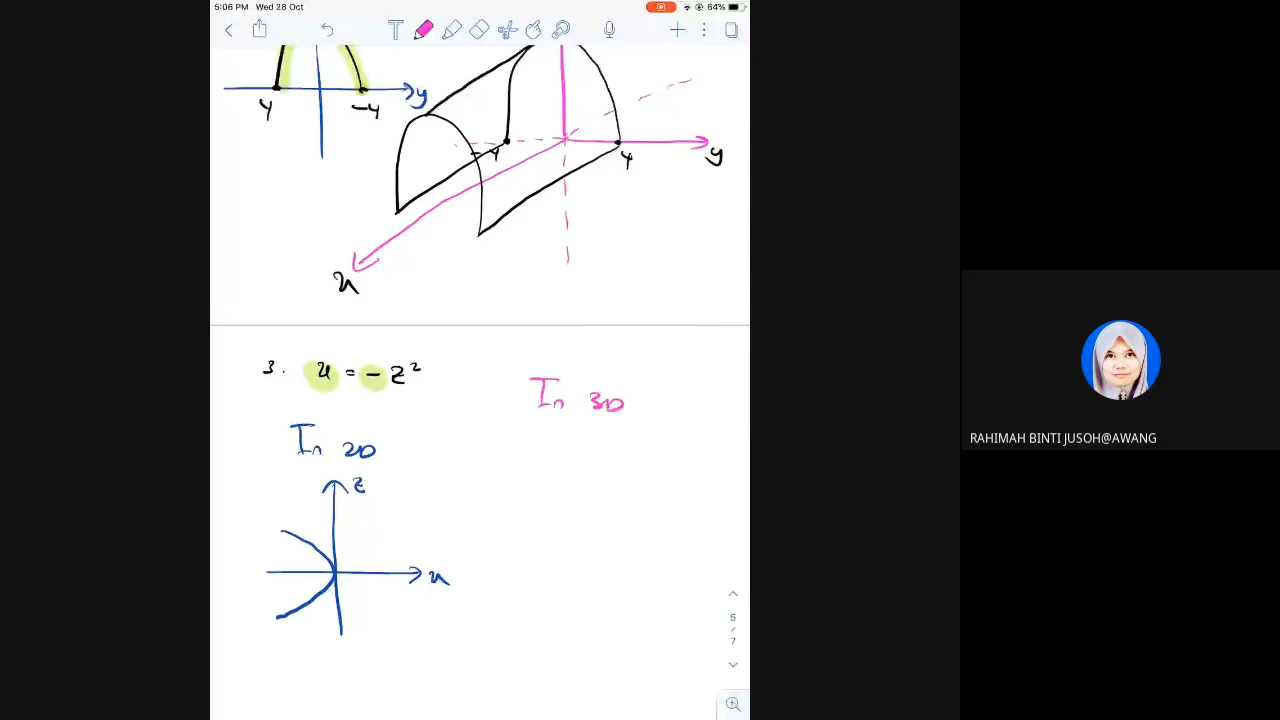 5:06 PM Wed 28 Oct
64%
T
y
4
-4
-4
4
y
x
3. x = - z²
In 3D
In 2D
z
x
5
/
7
RAHIMAH BINTI JUSOH@AWANG